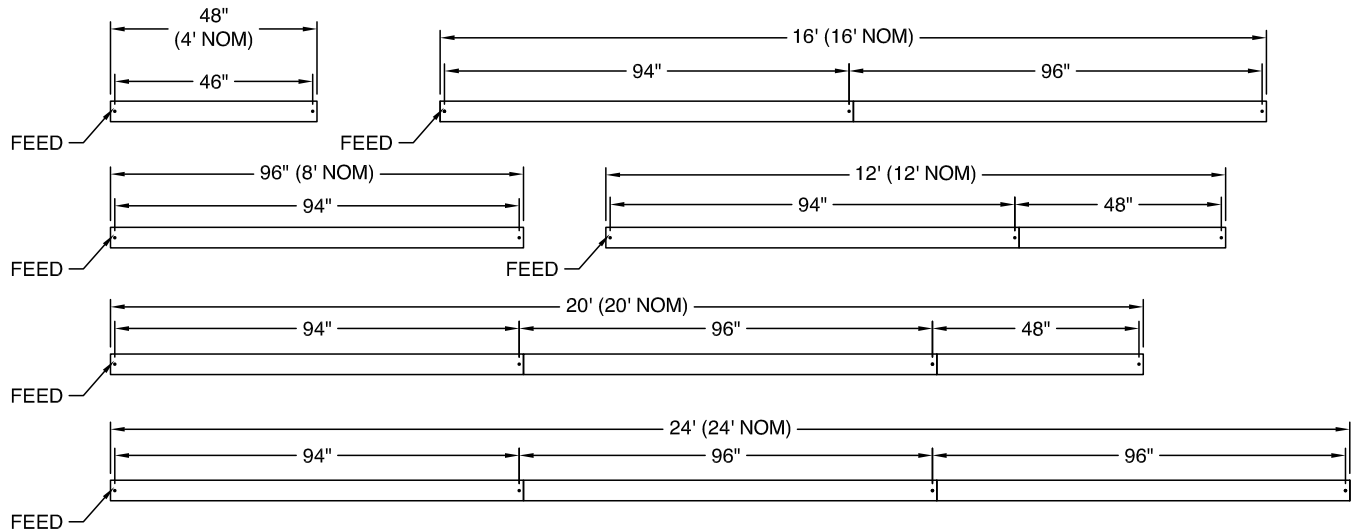 48"
(4' NOM)
46"
FEED
16' (16' NOM)
94" 96"
FEED
96" (8' NOM)
94"
FEED
12' (12' NOM)
94" 48"
FEED
20' (20' NOM)
94" 96" 48"
FEED
24' (24' NOM)
94" 96" 96"
FEED